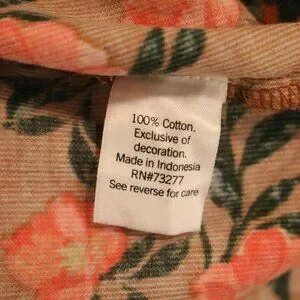 100% Cotton.
Exclusive of
decoration.
Made in Indonesia
RN#73277
See reverse for care